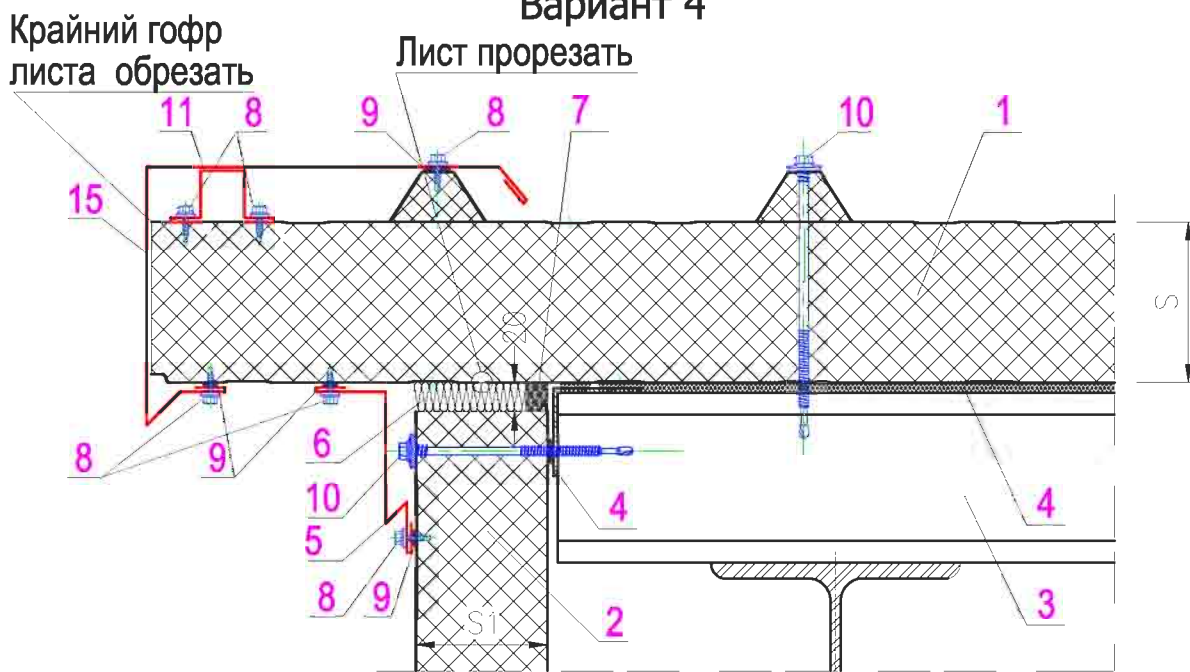 Вариант 4
Крайний гофр
листа обрезать
Лист прорезать
11 8 9 8 7 10 1
15
S
20
6
8 9 10 4 4
5
8 9 2 3
S1